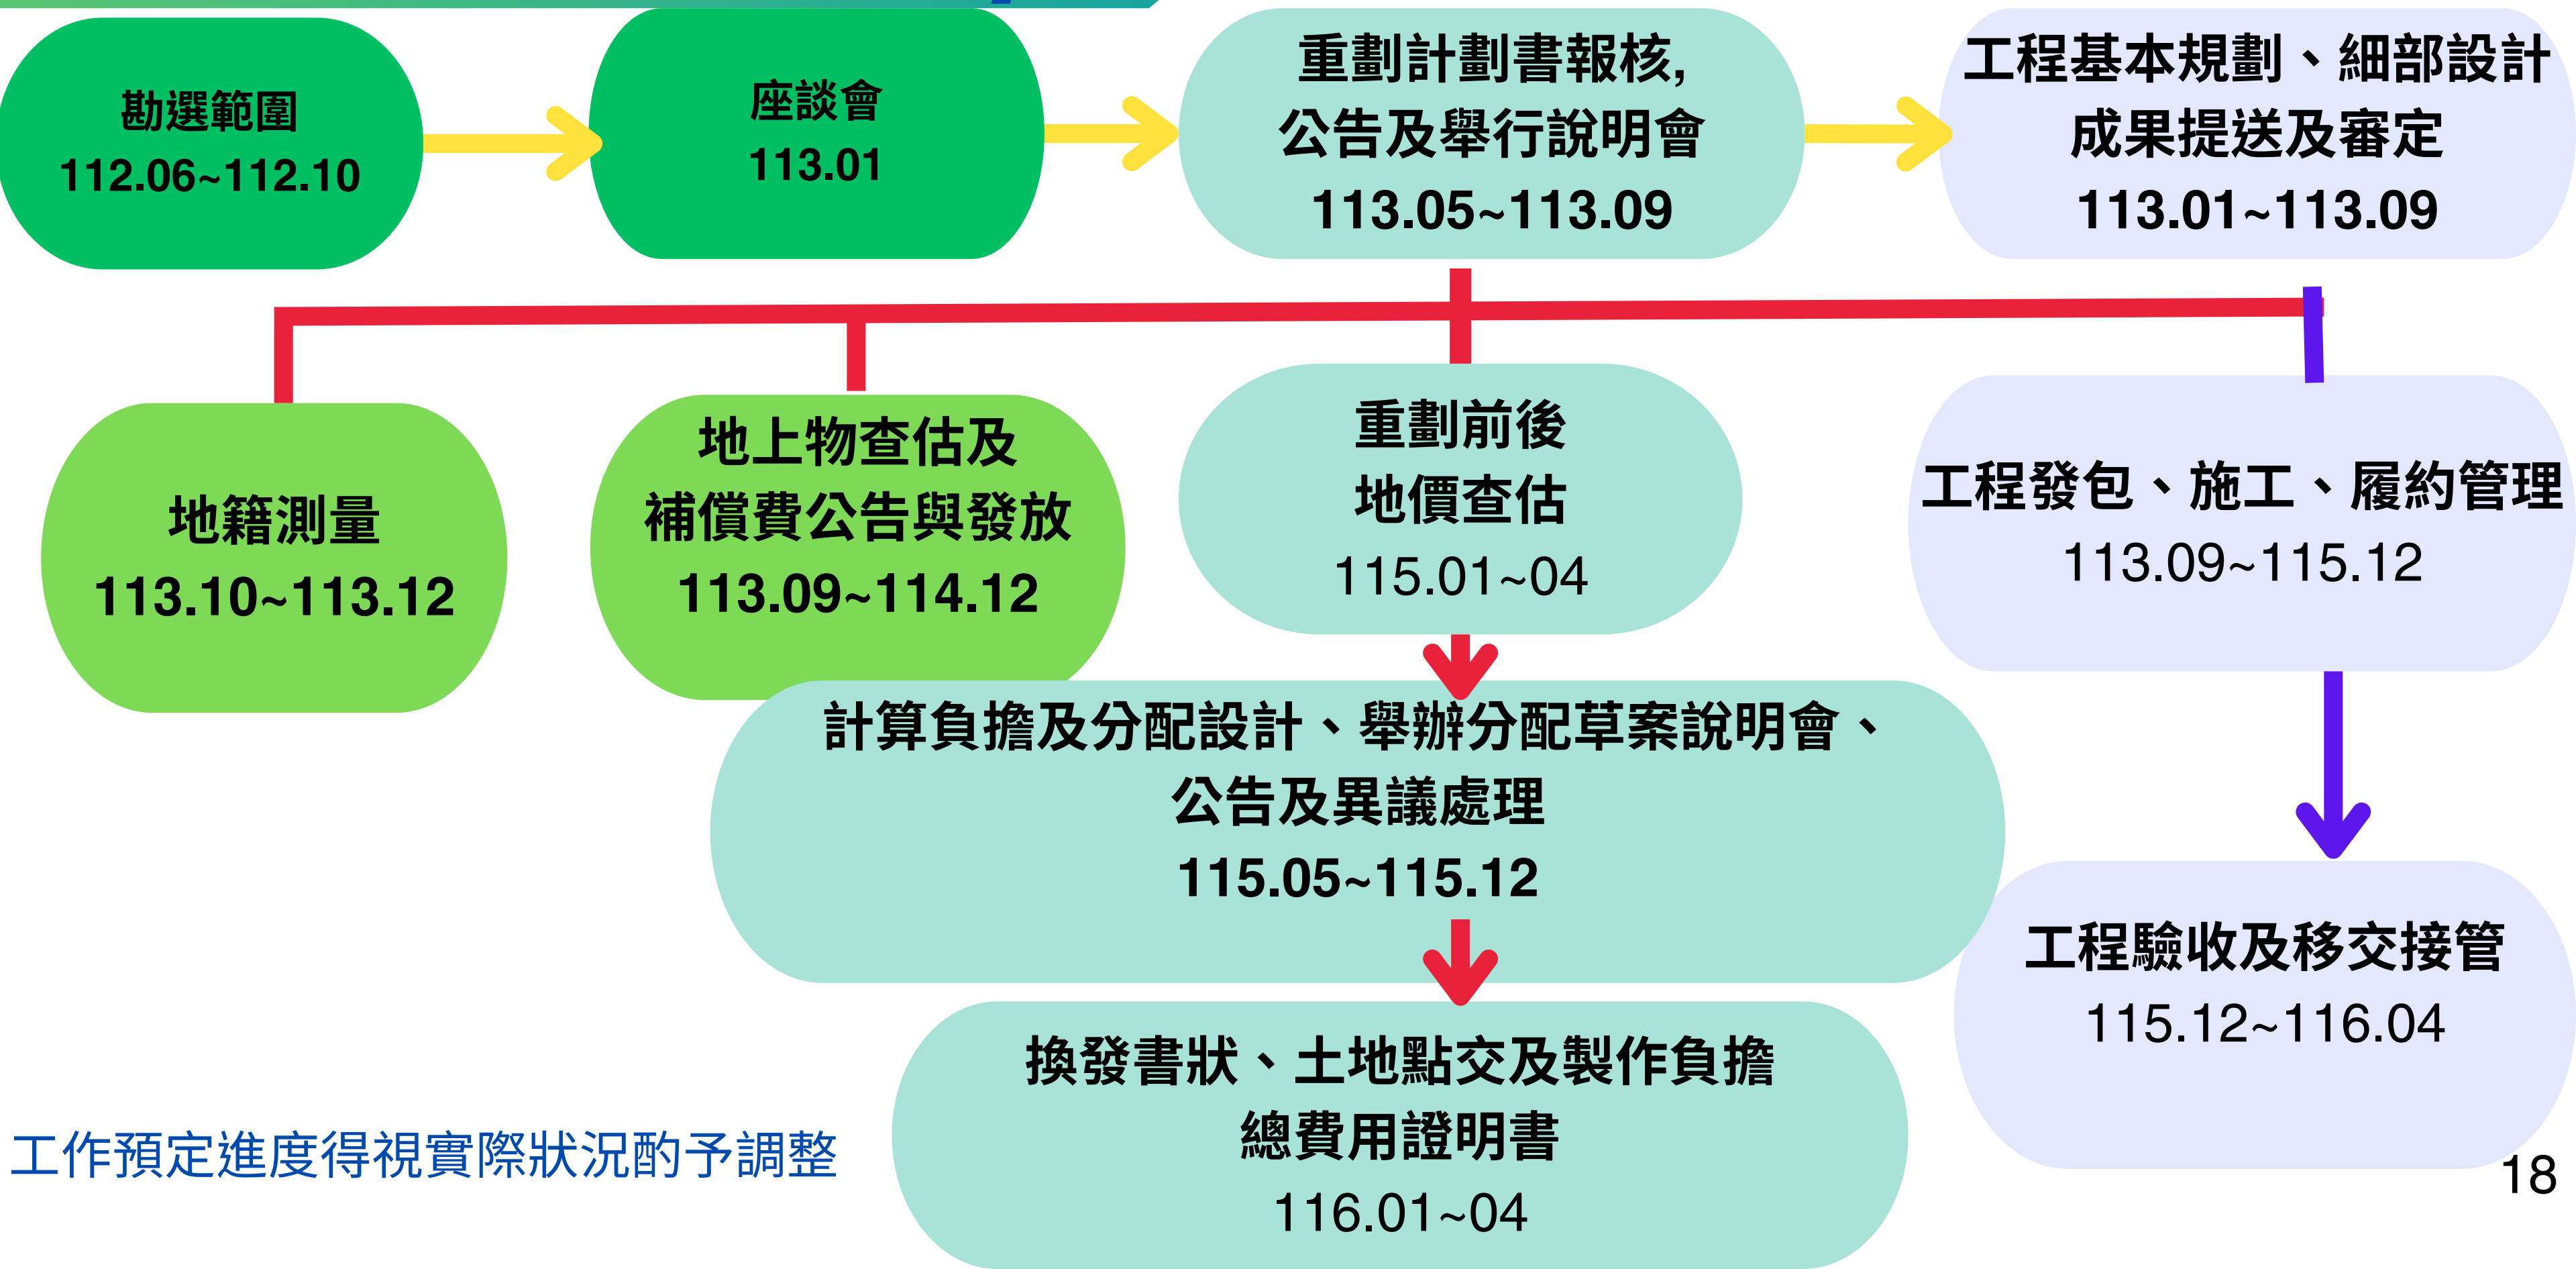 勘選範圍
112.06~112.10
座談會
113.01
重劃計劃書報核,
公告及舉行說明會
113.05~113.09
工程基本規劃、細部設計
成果提送及審定
113.01~113.09
地籍測量
113.10~113.12
地上物查估及
補償費公告與發放
113.09~114.12
重劃前後
地價查估
115.01~04
工程發包、施工、履約管理
113.09~115.12
計算負擔及分配設計、舉辦分配草案說明會、
公告及異議處理
115.05~115.12
工程驗收及移交接管
115.12~116.04
換發書狀、土地點交及製作負擔
總費用證明書
116.01~04
工作預定進度得視實際狀況酌予調整
18